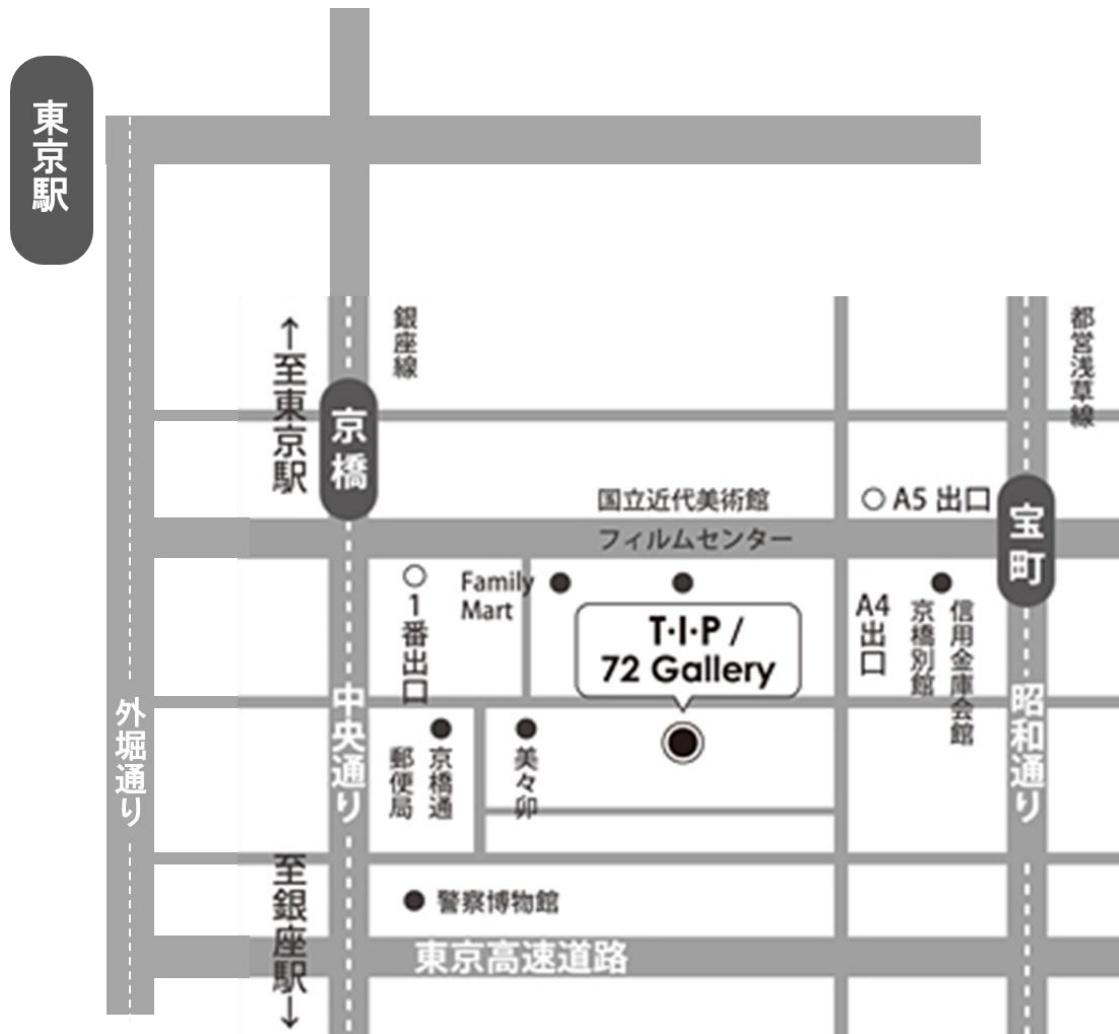 東京駅
銀座線
都営浅草線
↑至東京駅
京橋
国立近代美術館
フィルムセンター
A5 出口
宝町
1番出口
Family
Mart
T·I·P /
72 Gallery
A4
出口
信用金庫会館
京橋別館
外堀通り
中央通り
昭和通り
京橋通
郵便局
美々卯
至銀座駅↓
警察博物館
東京高速道路